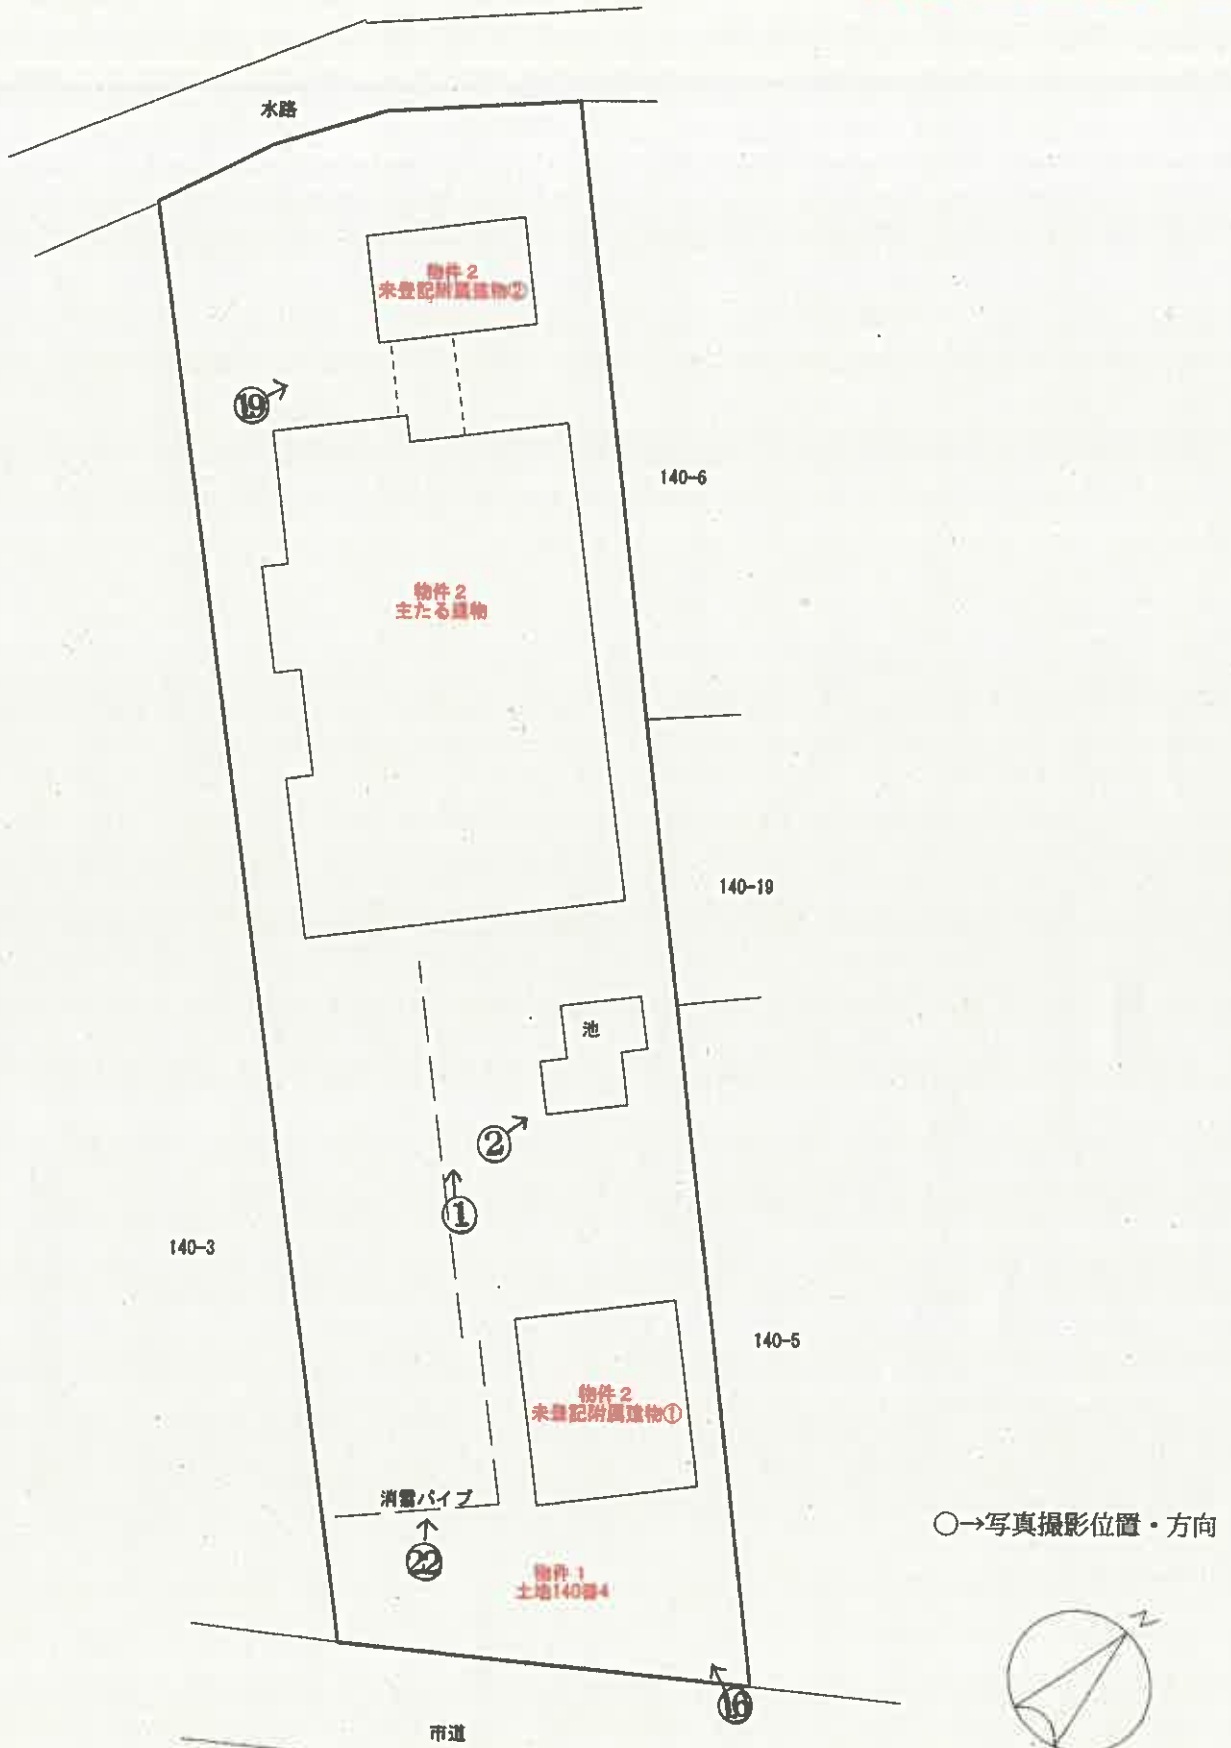 水路
物件 2
未登記附属建物②
⑲
140-6
物件 2
主たる建物
140-19
池
②
①
140-3
140-5
物件 2
未登記附属建物①
消雪パイプ
㉒
○→写真撮影位置・方向
物件 1
土地140番4
⑯
市道
N